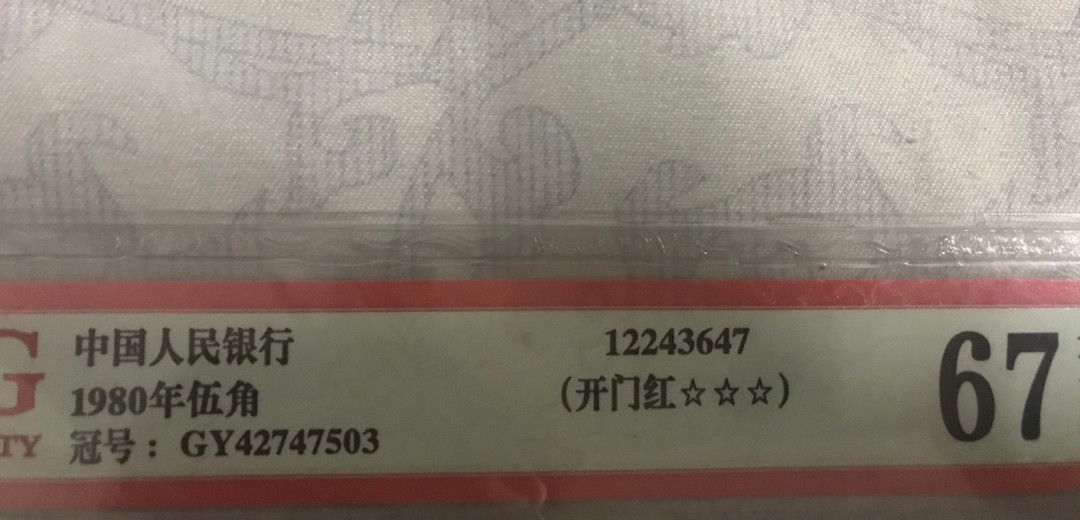 G
TY
中国人民银行
1980年伍角
冠号：GY42747503
12243647
（开门红☆☆☆）
67